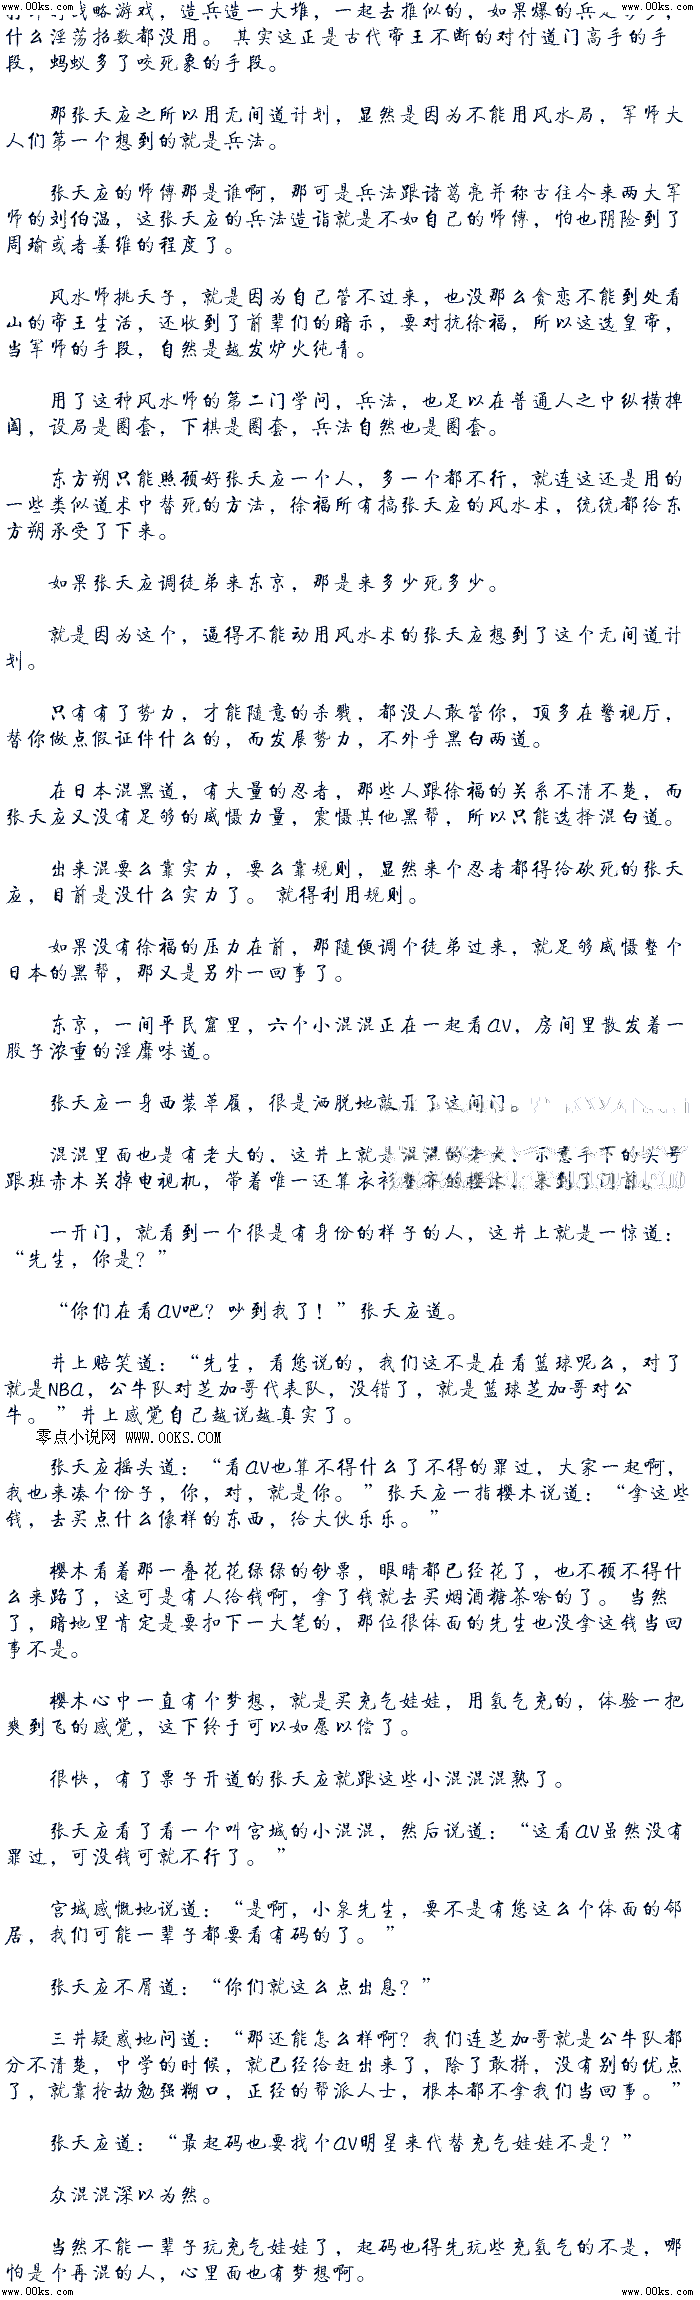 www.00ks.com www.00ks.com
战略游戏，造兵造一大堆，一起去推似的，如果爆的兵足够多，
什么淫荡招数都没用。 其实这正是古代帝王不断的对付道门高手的手
段，蚂蚁多了咬死象的手段。
那张天应之所以用无间道计划，显然是因为不能用风水局，军师大
人们第一个想到的就是兵法。
张天应的师傅那是谁啊，那可是兵法跟诸葛亮并称古往今来两大军
师的刘伯温，这张天应的兵法造诣就是不如自己的师傅，怕也阴险到了
周瑜或者姜维的程度了。
风水师挑天子，就是因为自己管不过来，也没那么贪恋不能到处看
山的帝王生活，还收到了前辈们的暗示，要对抗徐福，所以这选皇帝，
当军师的手段，自然是越发炉火纯青。
用了这种风水师的第二门学问，兵法，也足以在普通人之中纵横捭
阖，设局是圈套，下棋是圈套，兵法自然也是圈套。
东方朔只能照顾好张天应一个人，多一个都不行，就连这还是用的
一些类似道术中替死的方法，徐福所有搞张天应的风水术，统统都给东
方朔承受了下来。
如果张天应调徒弟来东京，那是来多少死多少。
就是因为这个，逼得不能动用风水术的张天应想到了这个无间道计
划。
只有有了势力，才能随意的杀戮，都没人敢管你，顶多在警视厅，
替你做点假证件什么的，而发展势力，不外乎黑白两道。
在日本混黑道，有大量的忍者，那些人跟徐福的关系不清不楚，而
张天应又没有足够的威慑力量，震慑其他黑帮，所以只能选择混白道。
出来混要么靠实力，要么靠规则，显然来个忍者都得给砍死的张天
应，目前是没什么实力了。 就得利用规则。
如果没有徐福的压力在前，那随便调个徒弟过来，就足够威慑整个
日本的黑帮，那又是另外一回事了。
东京，一间平民窟里，六个小混混正在一起看AV，房间里散发着一
股子浓重的淫靡味道。
张天应一身西装革履，很是洒脱地敲开了这间门。
混混里面也是有老大的，这井上就是混混的老大，示意手下的头号
跟班赤木关掉电视机，带着唯一还算衣衫整齐的樱木，来到了门前。
一开门，就看到一个很是有身份的样子的人，这井上就是一惊道：
“先生，你是？”
“你们在看AV吧？吵到我了！”张天应道。
井上赔笑道：“先生，看您说的，我们这不是在看篮球呢么，对了
就是NBA，公牛队对芝加哥代表队，没错了，就是篮球芝加哥对公
牛。 ”井上感觉自己越说越真实了。
零点小说网 www.00ks.com
张天应摇头道：“看AV也算不得什么了不得的罪过，大家一起啊，
我也来凑个份子，你，对，就是你。 ”张天应一指樱木说道：“拿这些
钱，去买点什么像样的东西，给大伙乐乐。 ”
樱木看着那一叠花花绿绿的钞票，眼睛都已经花了，也不顾不得什
么来路了，这可是有人给钱啊，拿了钱就去买烟酒糖茶啥的了。 当然
了，暗地里肯定是要扣下一大笔的，那位很体面的先生也没拿这钱当回
事不是。
樱木心中一直有个梦想，就是买充气娃娃，用氢气充的，体验一把
爽到飞的感觉，这下终于可以如愿以偿了。
很快，有了票子开道的张天应就跟这些小混混混熟了。
张天应看了看一个叫宫城的小混混，然后说道：“这看AV虽然没有
罪过，可没钱可就不行了。 ”
宫城感慨地说道：“是啊，小泉先生，要不是有您这么个体面的邻
居，我们可能一辈子都要看有码的了。 ”
张天应不屑道：“你们就这么点出息？”
三井疑惑地问道：“那还能怎么样啊？我们连芝加哥就是公牛队都
分不清楚，中学的时候，就已经给赶出来了，除了敢拼，没有别的优点
了，就靠抢劫勉强糊口，正经的帮派人士，根本都不拿我们当回事。 ”
张天应道：“最起码也要找个AV明星来代替充气娃娃不是？”
众混混深以为然。
当然不能一辈子玩充气娃娃了，起码也得先玩些充氢气的不是，哪
怕是个再混的人，心里面也有梦想啊。
www.00ks.com www.00ks.com